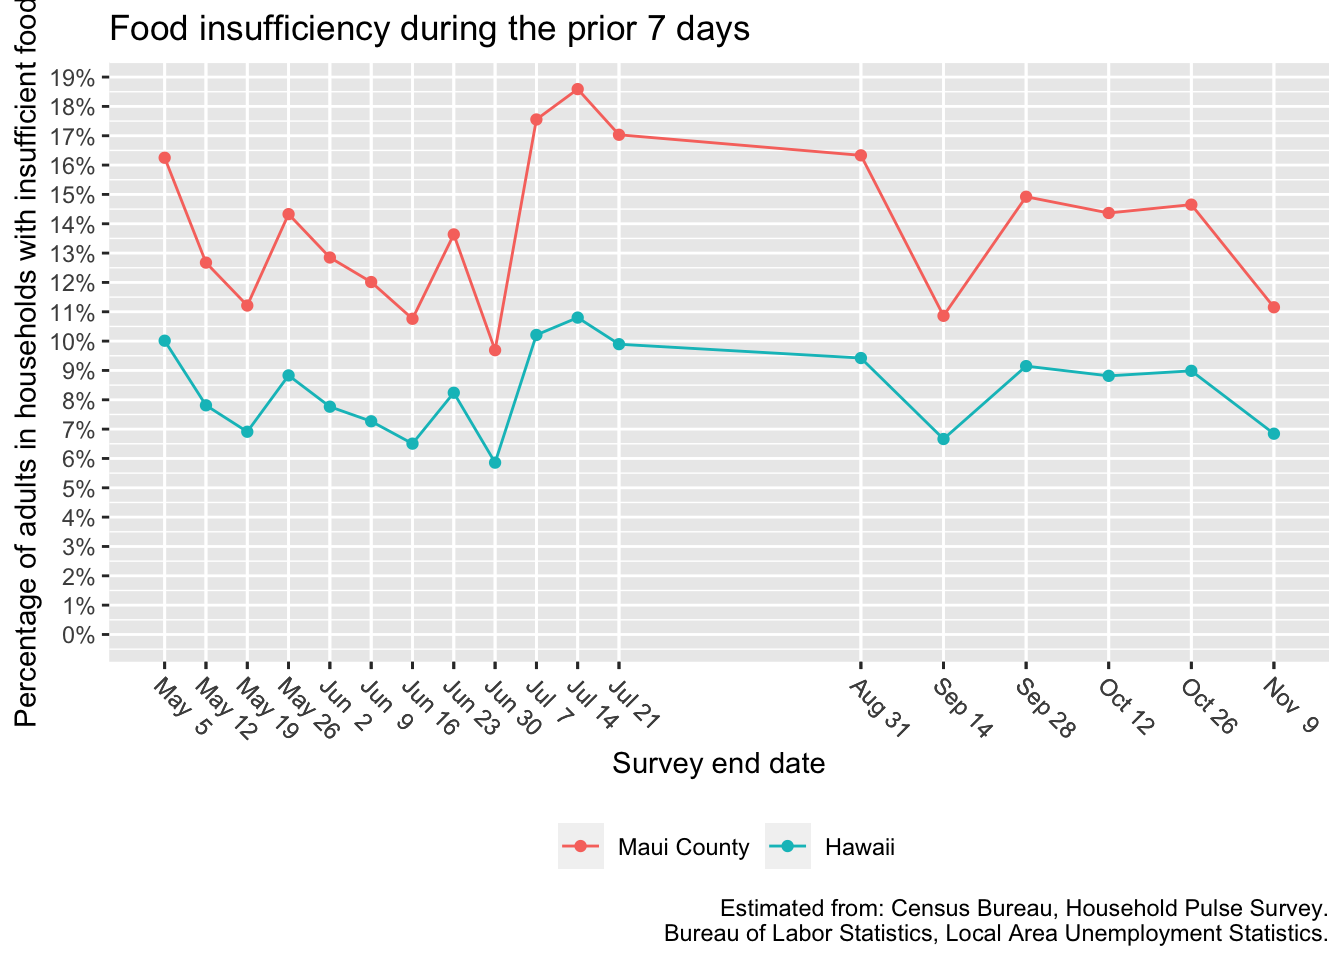 Food insufficiency during the prior 7 days
Percentage of adults in households with insufficient food
19%
18%
17%
16%
15%
14%
13%
12%
11%
10%
9%
8%
7%
6%
5%
4%
3%
2%
1%
0%
May 5
May 12
May 19
May 26
Jun 2
Jun 9
Jun 16
Jun 23
Jun 30
Jul 7
Jul 14
Jul 21
Aug 31
Sep 14
Sep 28
Oct 12
Oct 26
Nov 9
Survey end date
Maui County
Hawaii
Estimated from: Census Bureau, Household Pulse Survey.
Bureau of Labor Statistics, Local Area Unemployment Statistics.